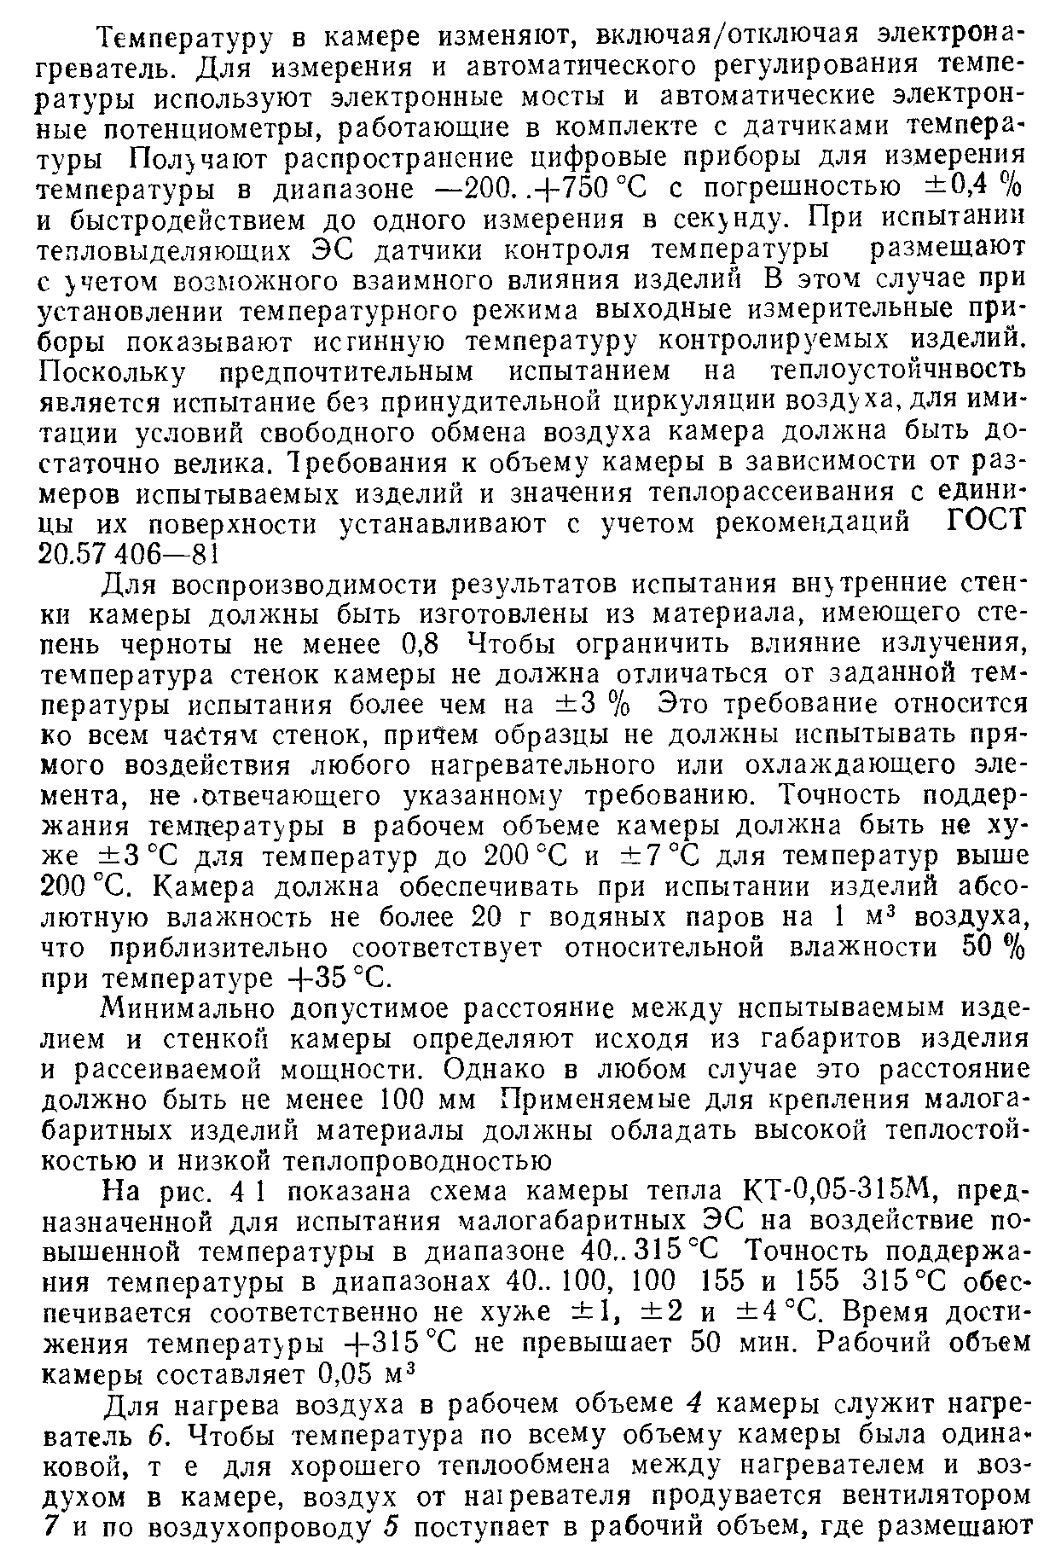 Температуру в камере изменяют, включая/отключая электрона-
греватель. Для измерения и автоматического регулирования темпе-
ратуры используют электронные мосты и автоматические электрон-
ные потенциометры, работающие в комплекте с датчиками темпера-
туры Получают распространение цифровые приборы для измерения
температуры в диапазоне —200. .+750 °С с погрешностью ±0,4 %
и быстродействием до одного измерения в секунду. При испытании
тепловыделяющих ЭС датчики контроля температуры размещают
с учетом возможного взаимного влияния изделий В этом случае при
установлении температурного режима выходные измерительные при-
боры показывают истинную температуру контролируемых изделий.
Поскольку предпочтительным испытанием на теплоустойчивость
является испытание без принудительной циркуляции воздуха, для ими-
тации условий свободного обмена воздуха камера должна быть до-
статочно велика. Требования к объему камеры в зависимости от раз-
меров испытываемых изделий и значения теплорассеивания с едини-
цы их поверхности устанавливают с учетом рекомендаций ГОСТ
20.57 406—81
Для воспроизводимости результатов испытания внутренние стен-
ки камеры должны быть изготовлены из материала, имеющего сте-
пень черноты не менее 0,8 Чтобы ограничить влияние излучения,
температура стенок камеры не должна отличаться от заданной тем-
пературы испытания более чем на ±3 % Это требование относится
ко всем частям стенок, причем образцы не должны испытывать пря-
мого воздействия любого нагревательного или охлаждающего эле-
мента, не отвечающего указанному требованию. Точность поддер-
жания температуры в рабочем объеме камеры должна быть не ху-
же ±3 °С для температур до 200 °С и ±7 °С для температур выше
200 °С. Камера должна обеспечивать при испытании изделий абсо-
лютную влажность не более 20 г водяных паров на 1 м³ воздуха,
что приблизительно соответствует относительной влажности 50 %
при температуре +35 °С.
Минимально допустимое расстояние между испытываемым изде-
лием и стенкой камеры определяют исходя из габаритов изделия
и рассеиваемой мощности. Однако в любом случае это расстояние
должно быть не менее 100 мм Применяемые для крепления малога-
баритных изделий материалы должны обладать высокой теплостой-
костью и низкой теплопроводностью
На рис. 4 1 показана схема камеры тепла КТ-0,05-315М, пред-
назначенной для испытания малогабаритных ЭС на воздействие по-
вышенной температуры в диапазоне 40.. 315 °С Точность поддержа-
ния температуры в диапазонах 40.. 100, 100 155 и 155 315 °С обес-
печивается соответственно не хуже ±1, ±2 и ±4 °С. Время дости-
жения температуры +315 °С не превышает 50 мин. Рабочий объем
камеры составляет 0,05 м³
Для нагрева воздуха в рабочем объеме 4 камеры служит нагре-
ватель 6. Чтобы температура по всему объему камеры была одина-
ковой, т е для хорошего теплообмена между нагревателем и воз-
духом в камере, воздух от нагревателя продувается вентилятором
7 и по воздухопроводу 5 поступает в рабочий объем, где размещают